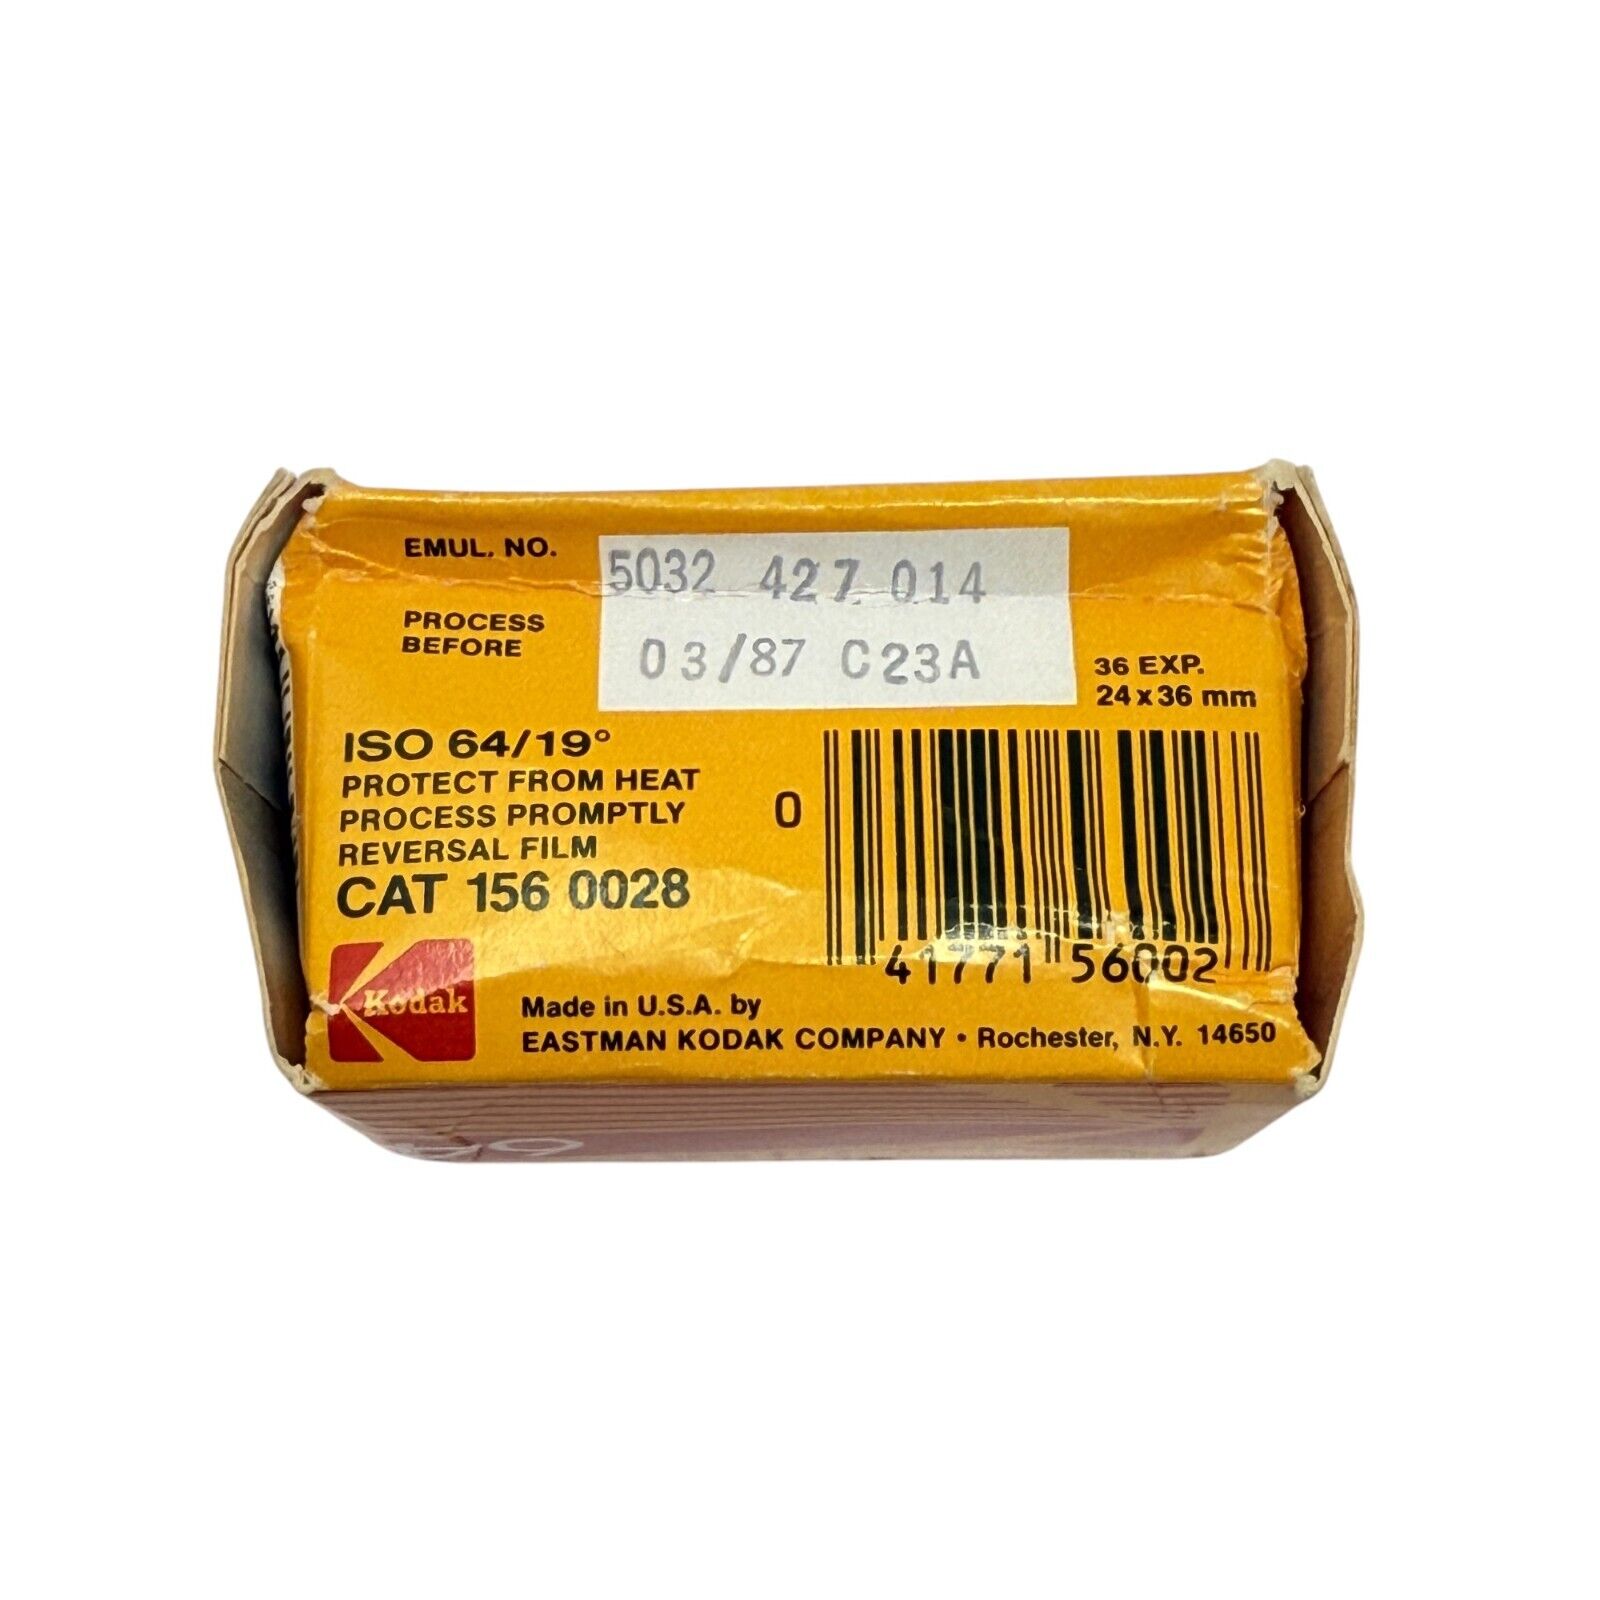 EMUL. NO. 5032 427 014
PROCESS
BEFORE
03/87 C23A
36 EXP.
24 x 36 mm
ISO 64/19°
PROTECT FROM HEAT
PROCESS PROMPTLY
REVERSAL FILM
CAT 156 0028
0 41771 56002
Kodak
Made in U.S.A. by
EASTMAN KODAK COMPANY • Rochester, N.Y. 14650